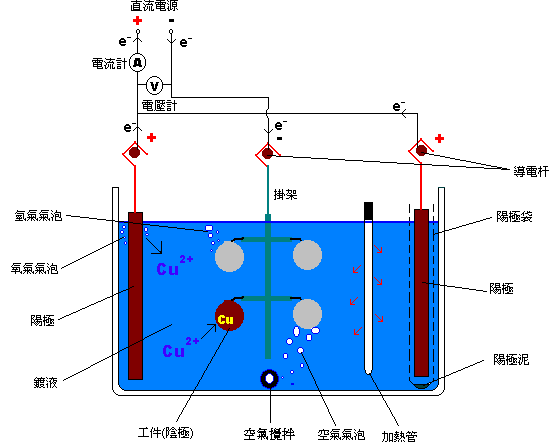 直流電源
+ -
e- e-
電流計 A
V
電壓計
e-
e- + e- - +
導電杆
掛架
氫氣氣泡
陽極袋
氧氣氣泡
Cu2+
陽極
陽極
Cu
Cu2+
鍍液
陽極泥
工件(陰極)
空氣攪拌
空氣氣泡
加熱管